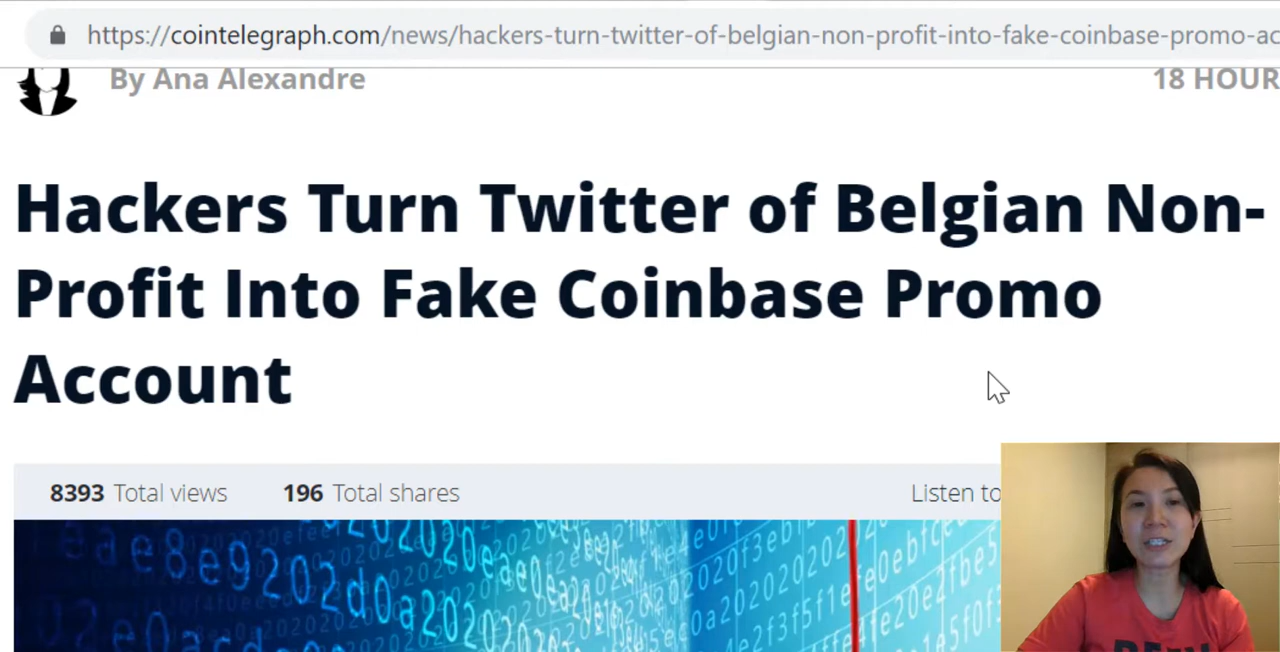 https://cointelegraph.com/news/hackers-turn-twitter-of-belgian-non-profit-into-fake-coinbase-promo-ac
By Ana Alexandre
18 HOUR
Hackers Turn Twitter of Belgian Non-
Profit Into Fake Coinbase Promo
Account
8393 Total views
196 Total shares
Listen to